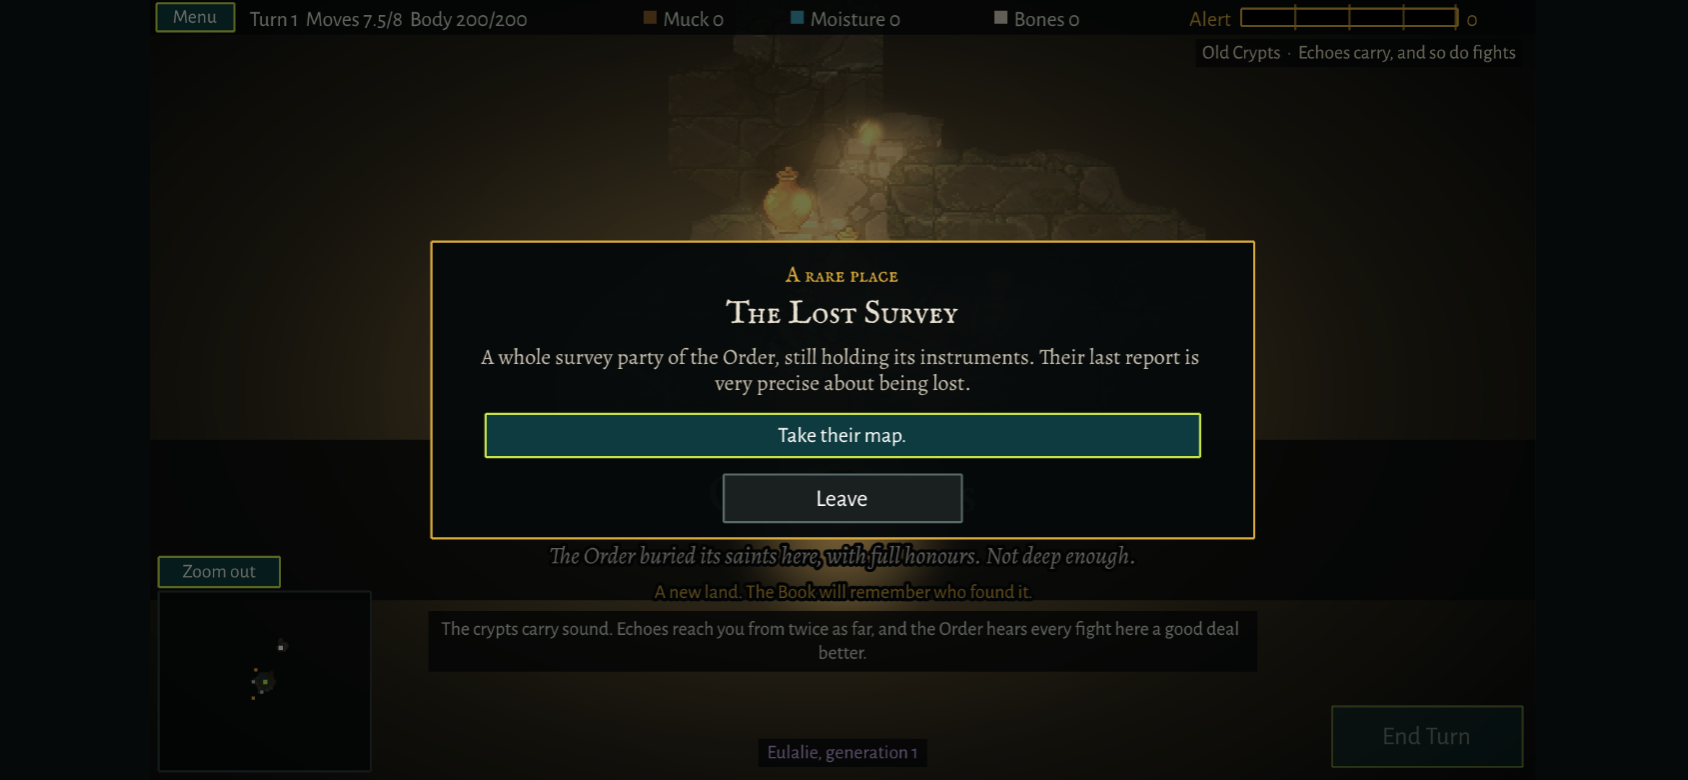 Menu Turn 1 Moves 7.5/8 Body 200/200 Muck 0 Moisture 0 Bones 0 Alert 0
Old Crypts · Echoes carry, and so do fights
A rare place
The Lost Survey
A whole survey party of the Order, still holding its instruments. Their last report is
very precise about being lost.
Take their map.
Leave
The Order buried its saints here, with full honours. Not deep enough.
Zoom out
A new land. The Book will remember who found it.
The crypts carry sound. Echoes reach you from twice as far, and the Order hears every fight here a good deal
better.
End Turn
Eulalie, generation 1